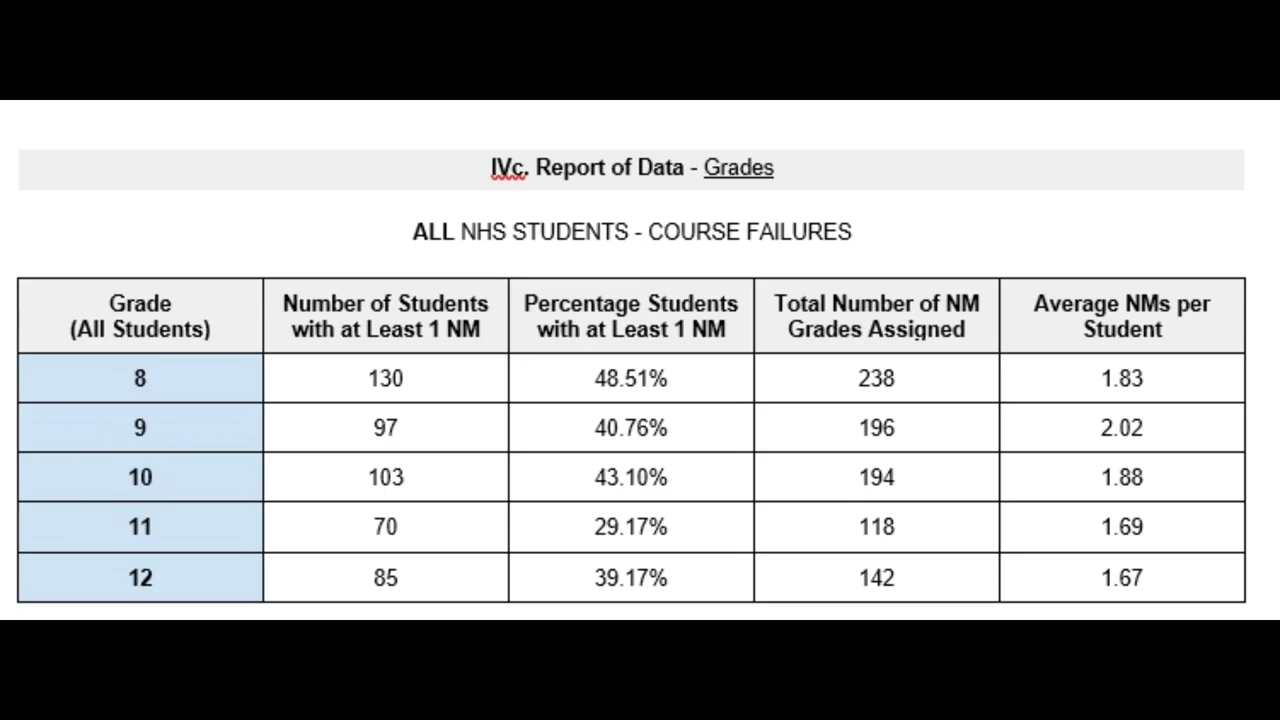 IVc. Report of Data - Grades
ALL NHS STUDENTS - COURSE FAILURES
Grade (All Students) Number of Students with at Least 1 NM Percentage Students with at Least 1 NM Total Number of NM Grades Assigned Average NMs per Student
8 130 48.51% 238 1.83
9 97 40.76% 196 2.02
10 103 43.10% 194 1.88
11 70 29.17% 118 1.69
12 85 39.17% 142 1.67